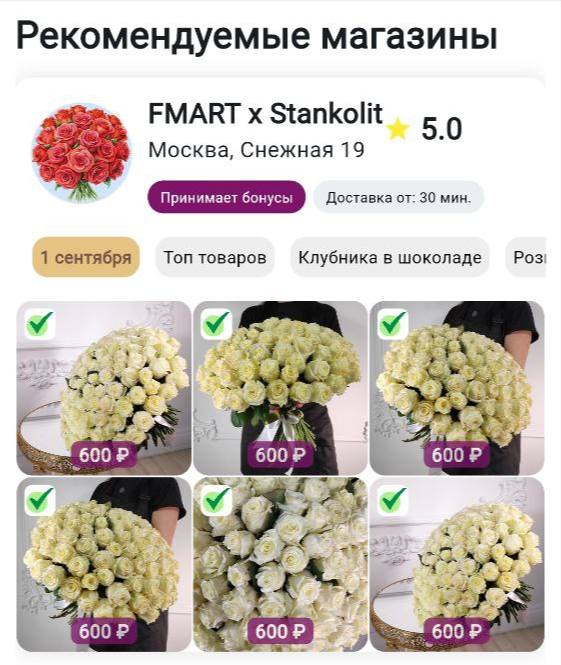 Рекомендуемые магазины
FMART x Stankolit
5.0
Москва, Снежная 19
Принимает бонусы
Доставка от: 30 мин.
1 сентября
Топ товаров
Клубника в шоколаде
Роз
600 ₽
600 ₽
600 ₽
600 ₽
600 ₽
600 ₽